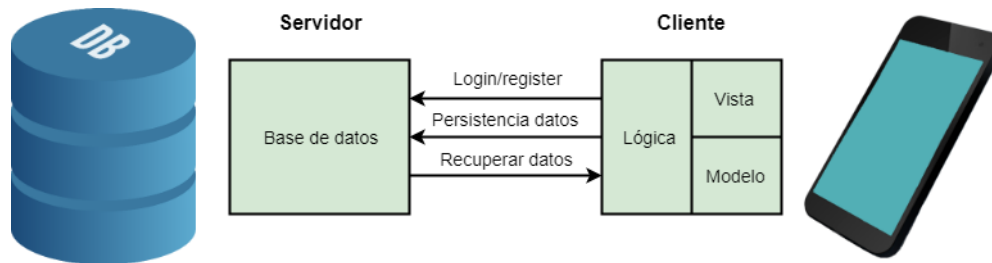 DB
Servidor
Cliente
Login/register
Persistencia datos
Recuperar datos
Base de datos
Lógica
Vista
Modelo